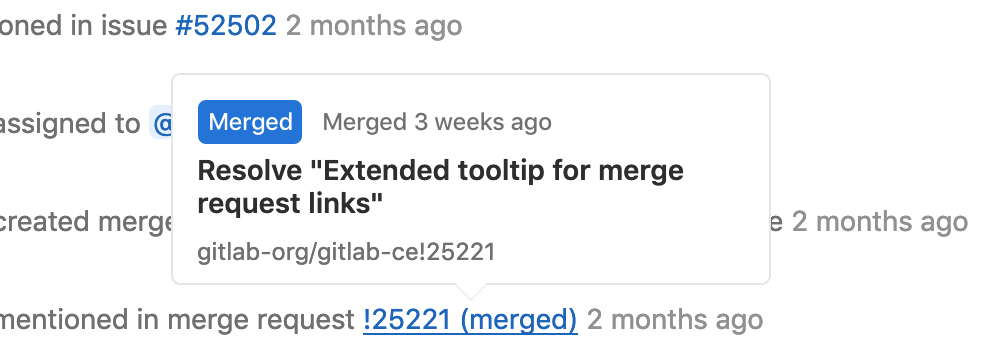 oned in issue #52502 2 months ago
assigned to @
Merged Merged 3 weeks ago
Resolve "Extended tooltip for merge
request links"
created merge e 2 months ago
gitlab-org/gitlab-ce!25221
mentioned in merge request !25221 (merged) 2 months ago